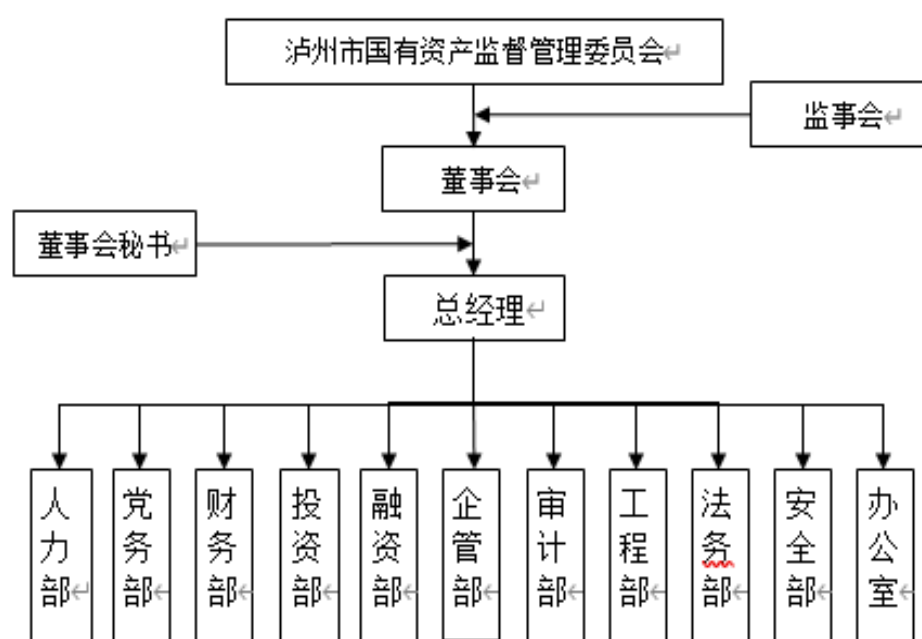 泸州市国有资产监督管理委员会
监事会
董事会
董事会秘书
总经理
人力部
党务部
财务部
投资部
融资部
企管部
审计部
工程部
法务部
安全部
办公室